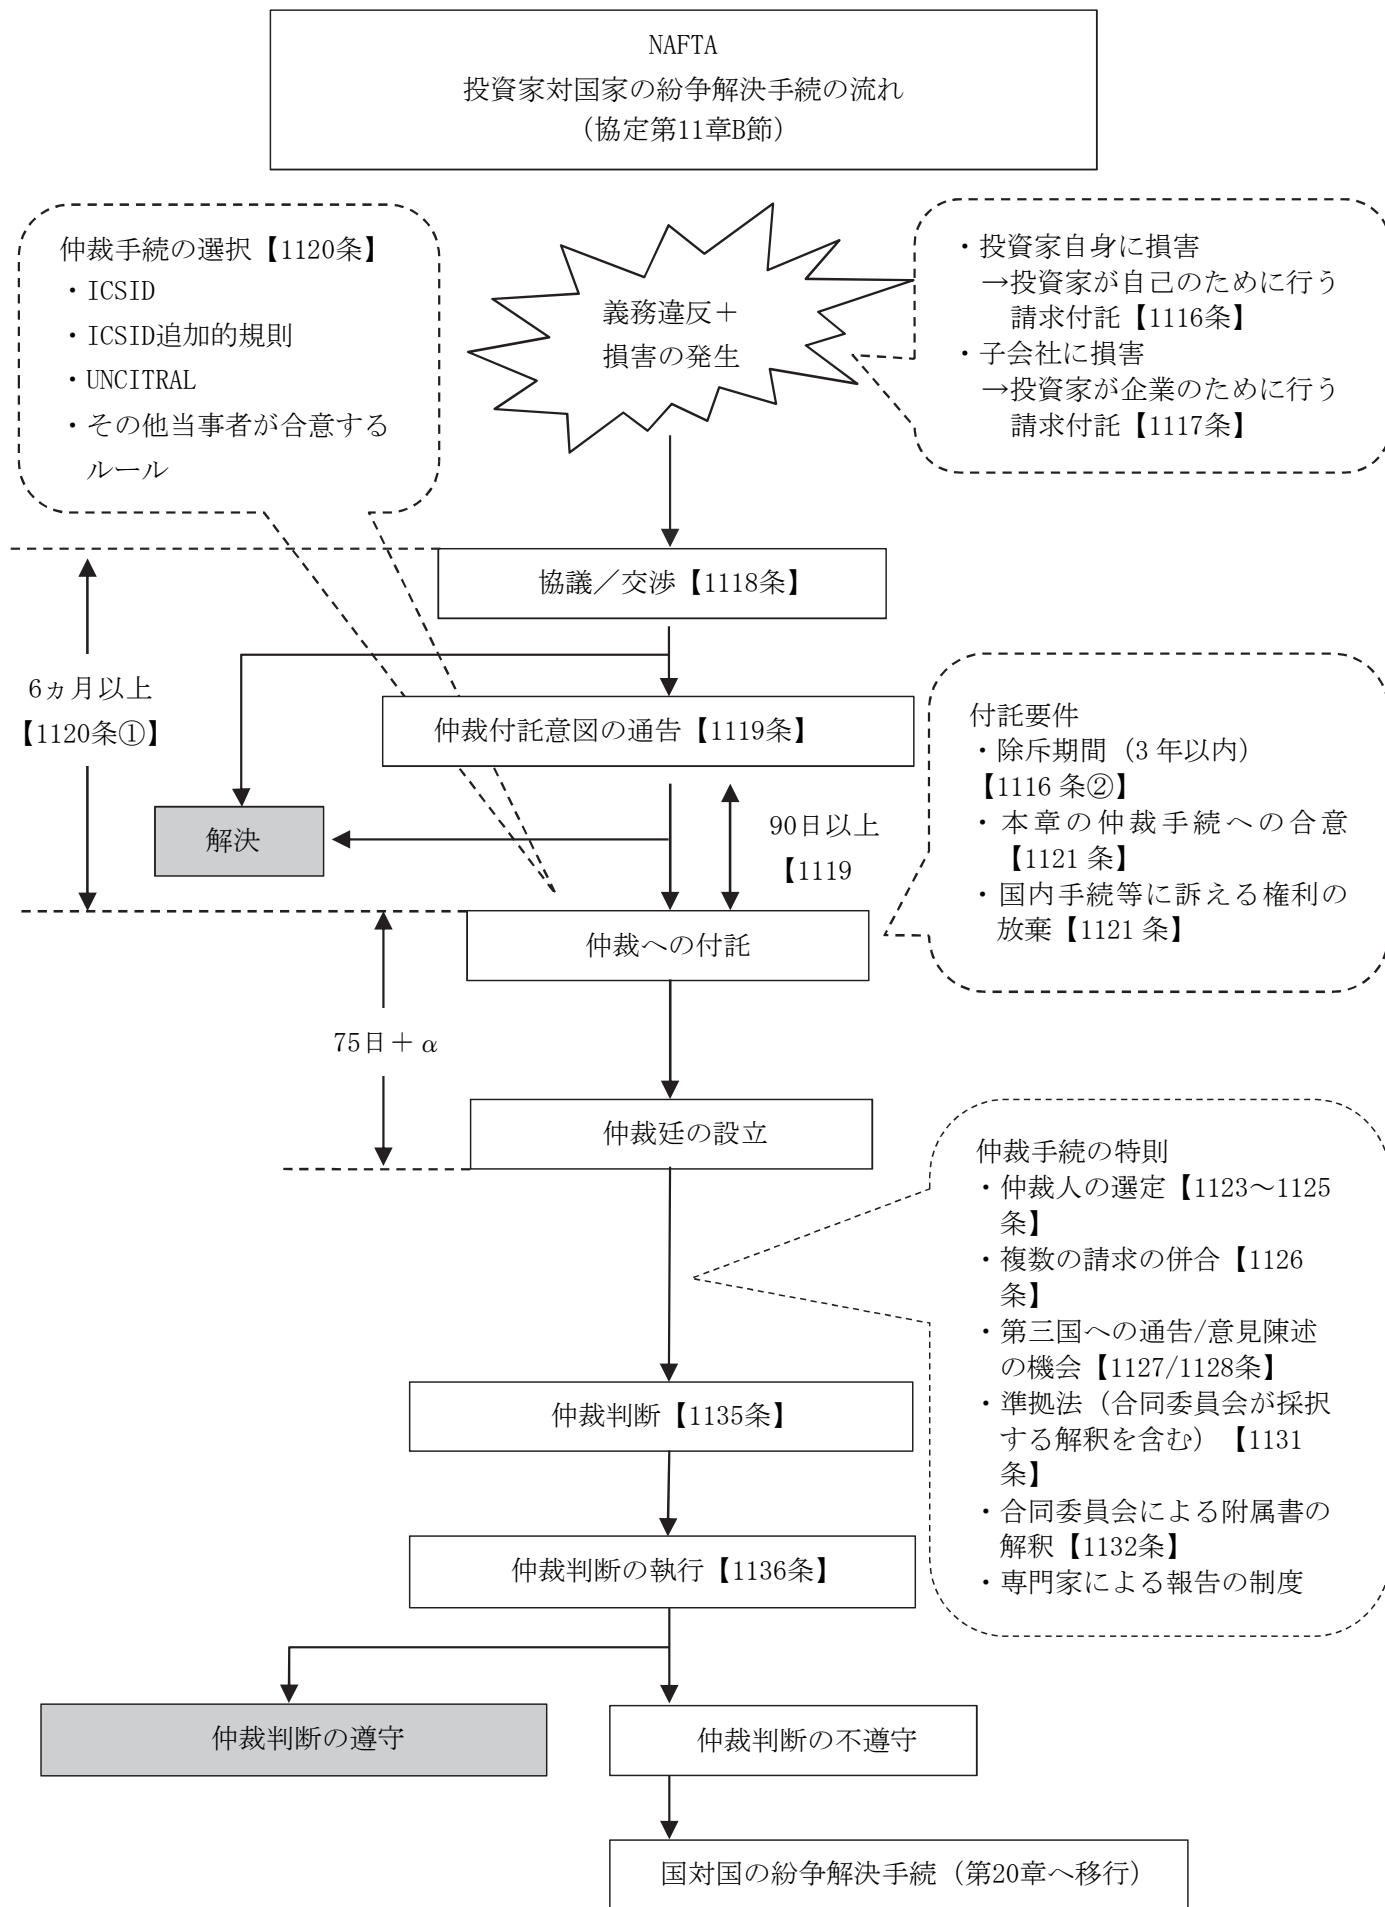 NAFTA
投資家対国家の紛争解決手続の流れ
（協定第11章B節）
仲裁手続の選択【1120条】
・ICSID
・ICSID追加的規則
・UNCITRAL
・その他当事者が合意する
ルール
義務違反＋
損害の発生
・投資家自身に損害
→投資家が自己のために行う
請求付託【1116条】
・子会社に損害
→投資家が企業のために行う
請求付託【1117条】
協議／交渉【1118条】
6ヵ月以上
【1120条①】
仲裁付託意図の通告【1119条】
解決
90日以上
【1119
付託要件
・除斥期間（3 年以内）
【1116 条②】
・本章の仲裁手続への合意
【1121 条】
・国内手続等に訴える権利の
放棄【1121 条】
仲裁への付託
75日＋α
仲裁廷の設立
仲裁手続の特則
・仲裁人の選定【1123～1125
条】
・複数の請求の併合【1126
条】
・第三国への通告/意見陳述
の機会【1127/1128条】
・準拠法（合同委員会が採択
する解釈を含む）【1131
条】
・合同委員会による附属書の
解釈【1132条】
・専門家による報告の制度
仲裁判断【1135条】
仲裁判断の執行【1136条】
仲裁判断の遵守
仲裁判断の不遵守
国対国の紛争解決手続（第20章へ移行）